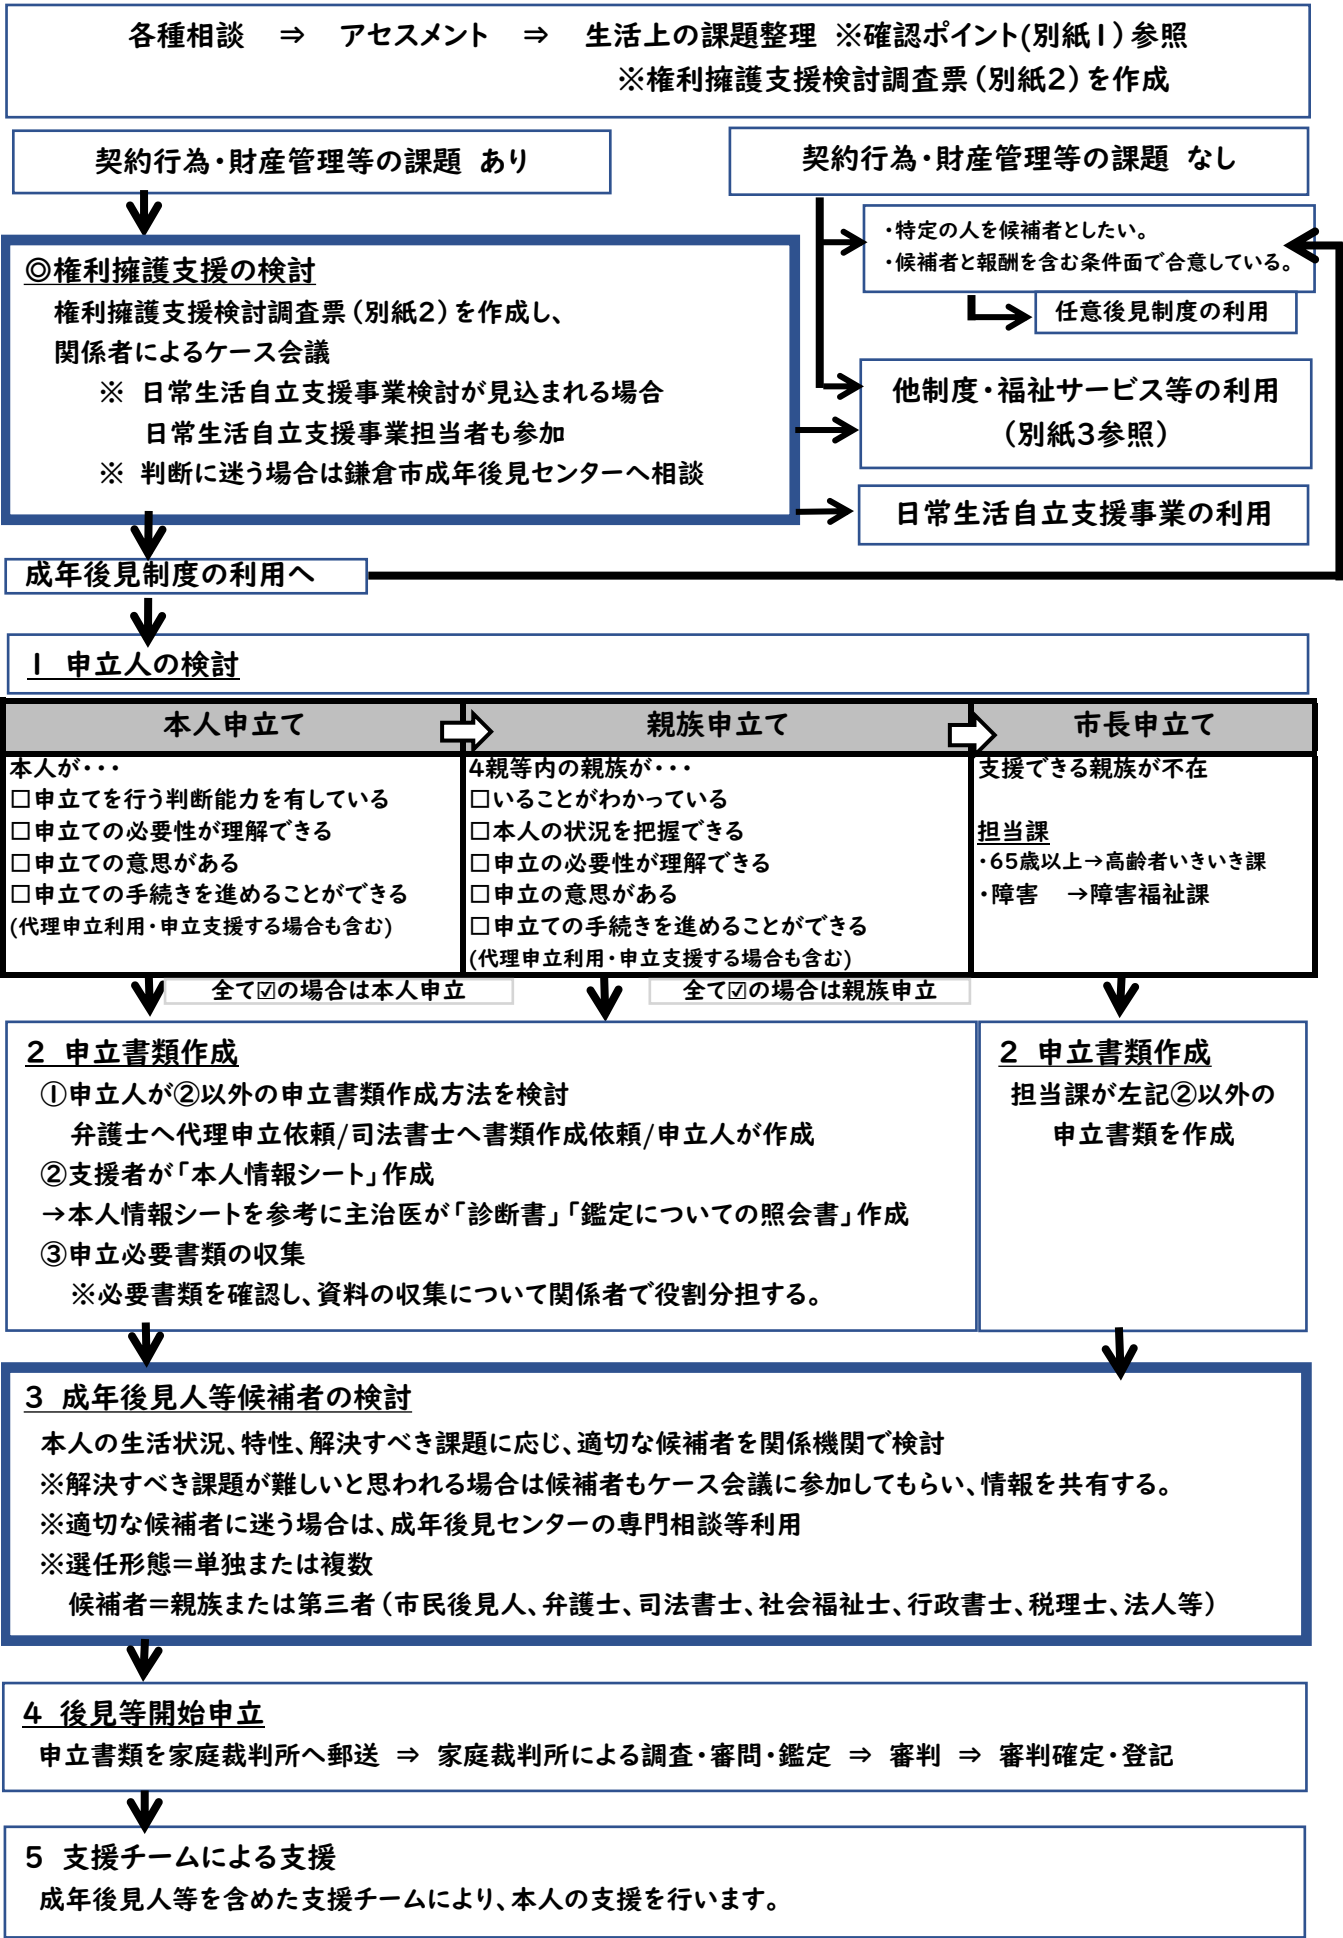 各種相談 ⇒ アセスメント ⇒ 生活上の課題整理 ※確認ポイント(別紙1)参照
※権利擁護支援検討調査票(別紙2)を作成
契約行為・財産管理等の課題 あり
契約行為・財産管理等の課題 なし
・特定の人を候補者としたい。
・候補者と報酬を含む条件面で合意している。
任意後見制度の利用
◎権利擁護支援の検討
権利擁護支援検討調査票(別紙2)を作成し、
関係者によるケース会議
※ 日常生活自立支援事業検討が見込まれる場合
日常生活自立支援事業担当者も参加
※ 判断に迷う場合は鎌倉市成年後見センターへ相談
他制度・福祉サービス等の利用
(別紙3参照)
日常生活自立支援事業の利用
成年後見制度の利用へ
1 申立人の検討
本人申立て
本人が・・・
□申立てを行う判断能力を有している
□申立ての必要性が理解できる
□申立ての意思がある
□申立ての手続きを進めることができる
(代理申立利用・申立支援する場合も含む)
親族申立て
4親等内の親族が・・・
□いることがわかっている
□本人の状況を把握できる
□申立の必要性が理解できる
□申立の意思がある
□申立ての手続きを進めることができる
(代理申立利用・申立支援する場合も含む)
市長申立て
支援できる親族が不在
担当課
・65歳以上→高齢者いきいき課
・障害 →障害福祉課
全て☑の場合は本人申立
全て☑の場合は親族申立
2 申立書類作成
①申立人が②以外の申立書類作成方法を検討
弁護士へ代理申立依頼/司法書士へ書類作成依頼/申立人が作成
②支援者が「本人情報シート」作成
→本人情報シートを参考に主治医が「診断書」「鑑定についての照会書」作成
③申立必要書類の収集
※必要書類を確認し、資料の収集について関係者で役割分担する。
2 申立書類作成
担当課が左記②以外の
申立書類を作成
3 成年後見人等候補者の検討
本人の生活状況、特性、解決すべき課題に応じ、適切な候補者を関係機関で検討
※解決すべき課題が難しいと思われる場合は候補者もケース会議に参加してもらい、情報を共有する。
※適切な候補者に迷う場合は、成年後見センターの専門相談等利用
※選任形態=単独または複数
候補者=親族または第三者(市民後見人、弁護士、司法書士、社会福祉士、行政書士、税理士、法人等)
4 後見等開始申立
申立書類を家庭裁判所へ郵送 ⇒ 家庭裁判所による調査・審問・鑑定 ⇒ 審判 ⇒ 審判確定・登記
5 支援チームによる支援
成年後見人等を含めた支援チームにより、本人の支援を行います。